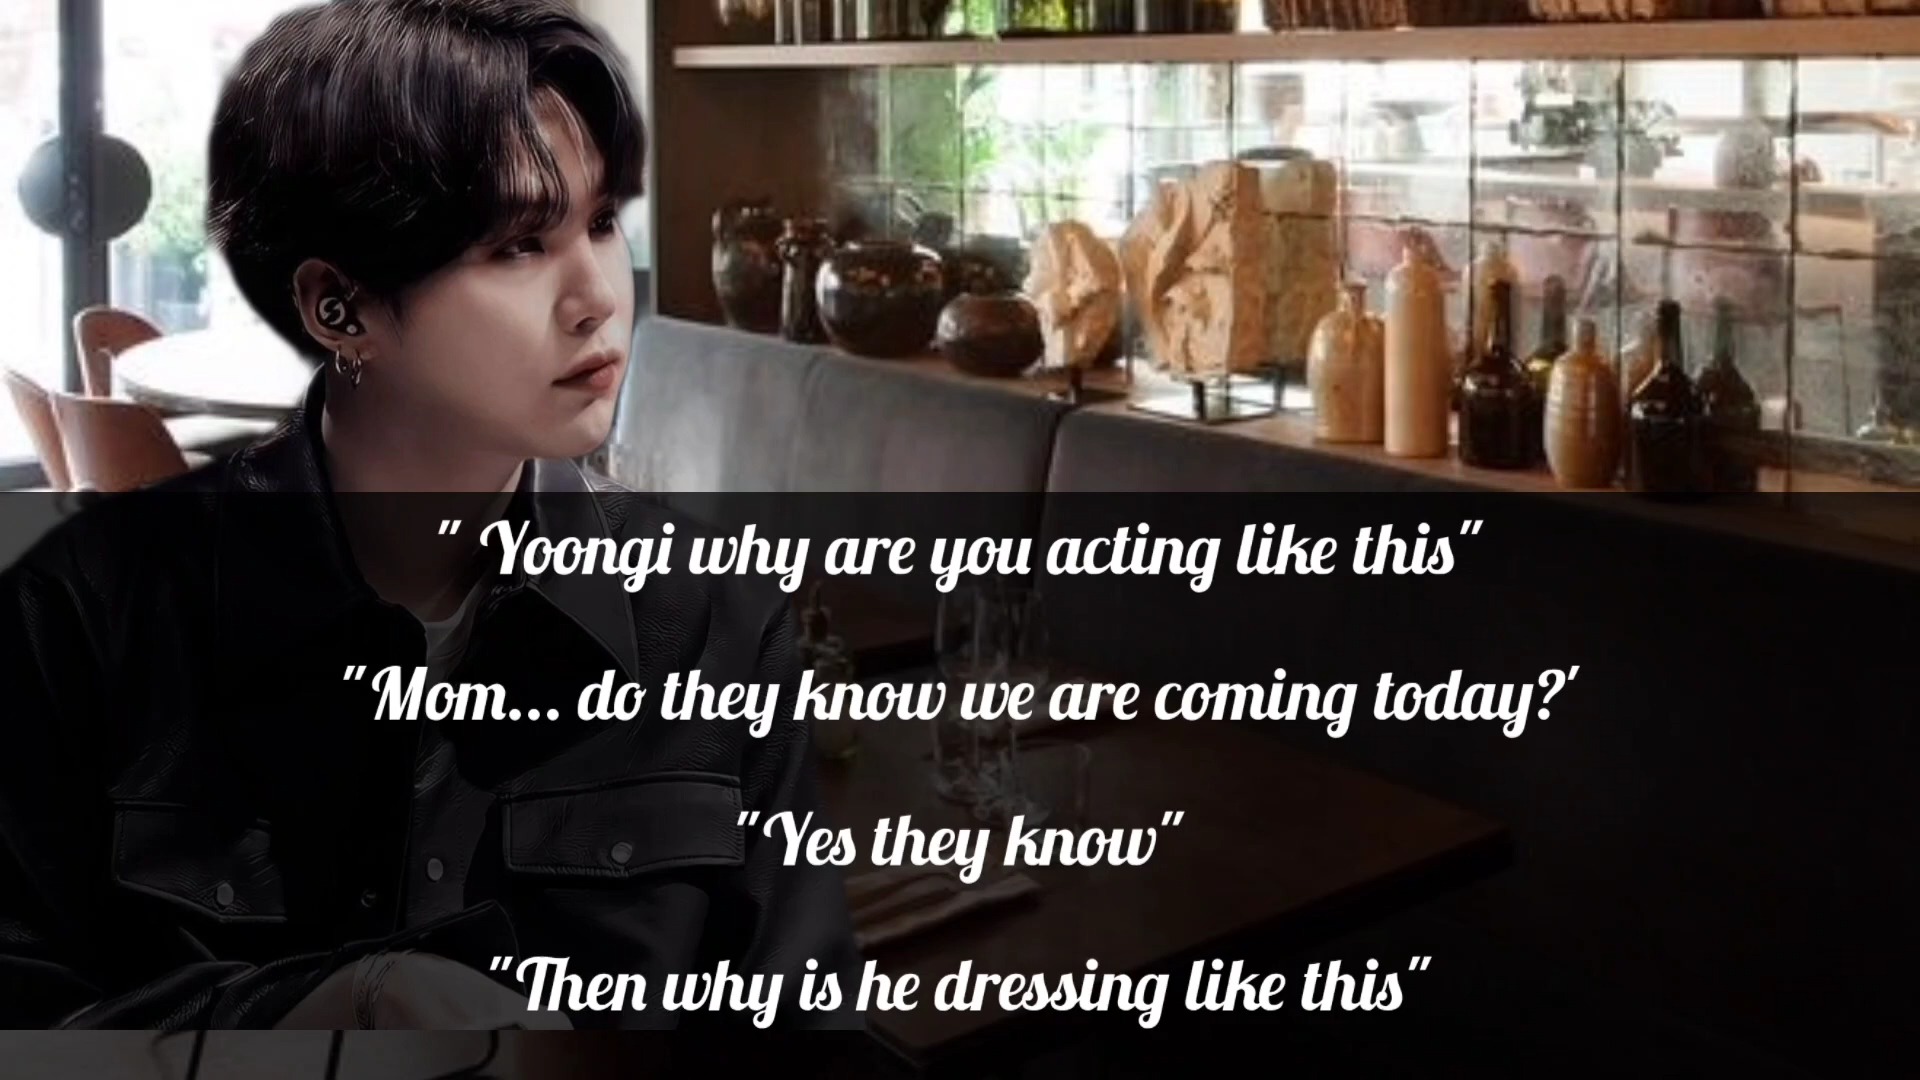 " Yoongi why are you acting like this"
"Mom... do they know we are coming today?'
"Yes they know"
"Then why is he dressing like this"